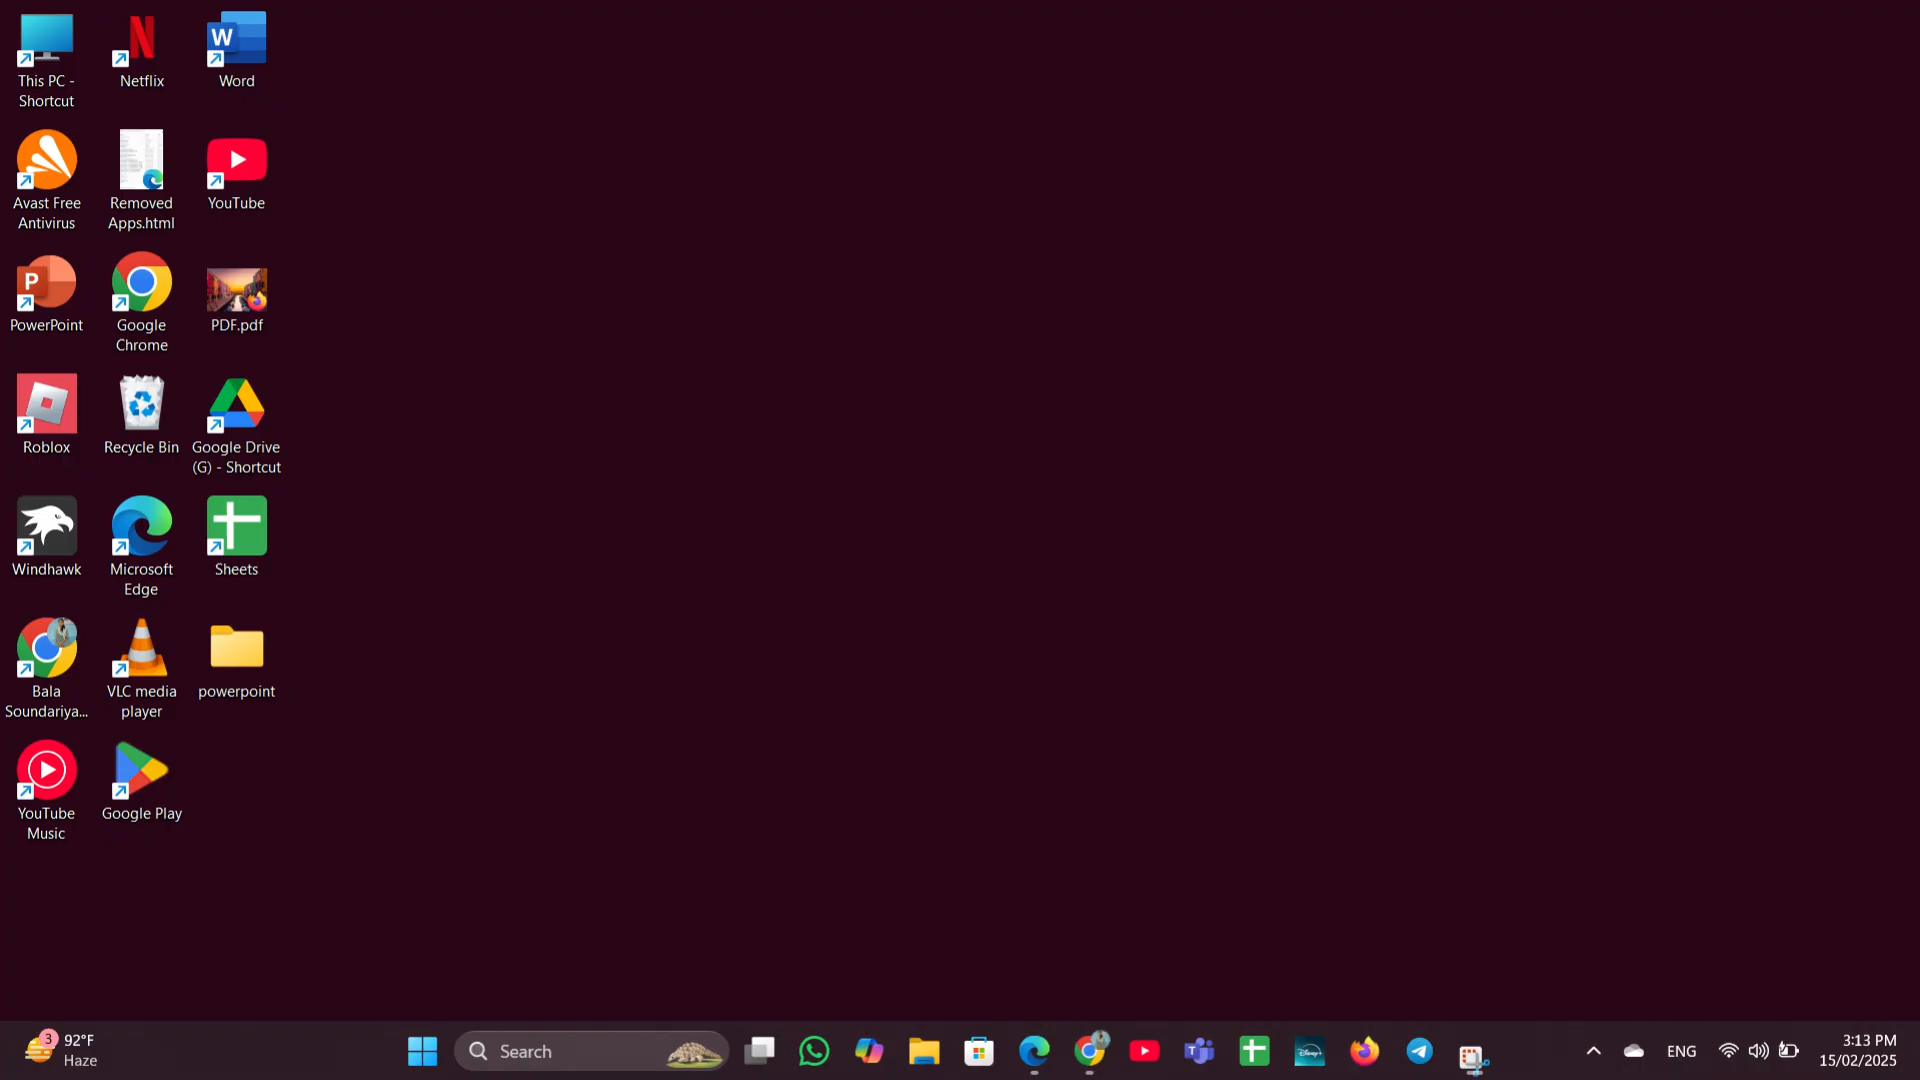 This PC -
Shortcut
Netflix
W
Word
Avast Free
Antivirus
Removed
Apps.html
YouTube
P
PowerPoint
Google
Chrome
PDF.pdf
Roblox
Recycle Bin
Google Drive
(G) - Shortcut
Windhawk
Microsoft
Edge
Sheets
Bala
Soundariya...
VLC media
player
powerpoint
YouTube
Music
Google Play
3
92°F
Haze
Search
T
Disney+
ENG
3:13 PM
15/02/2025